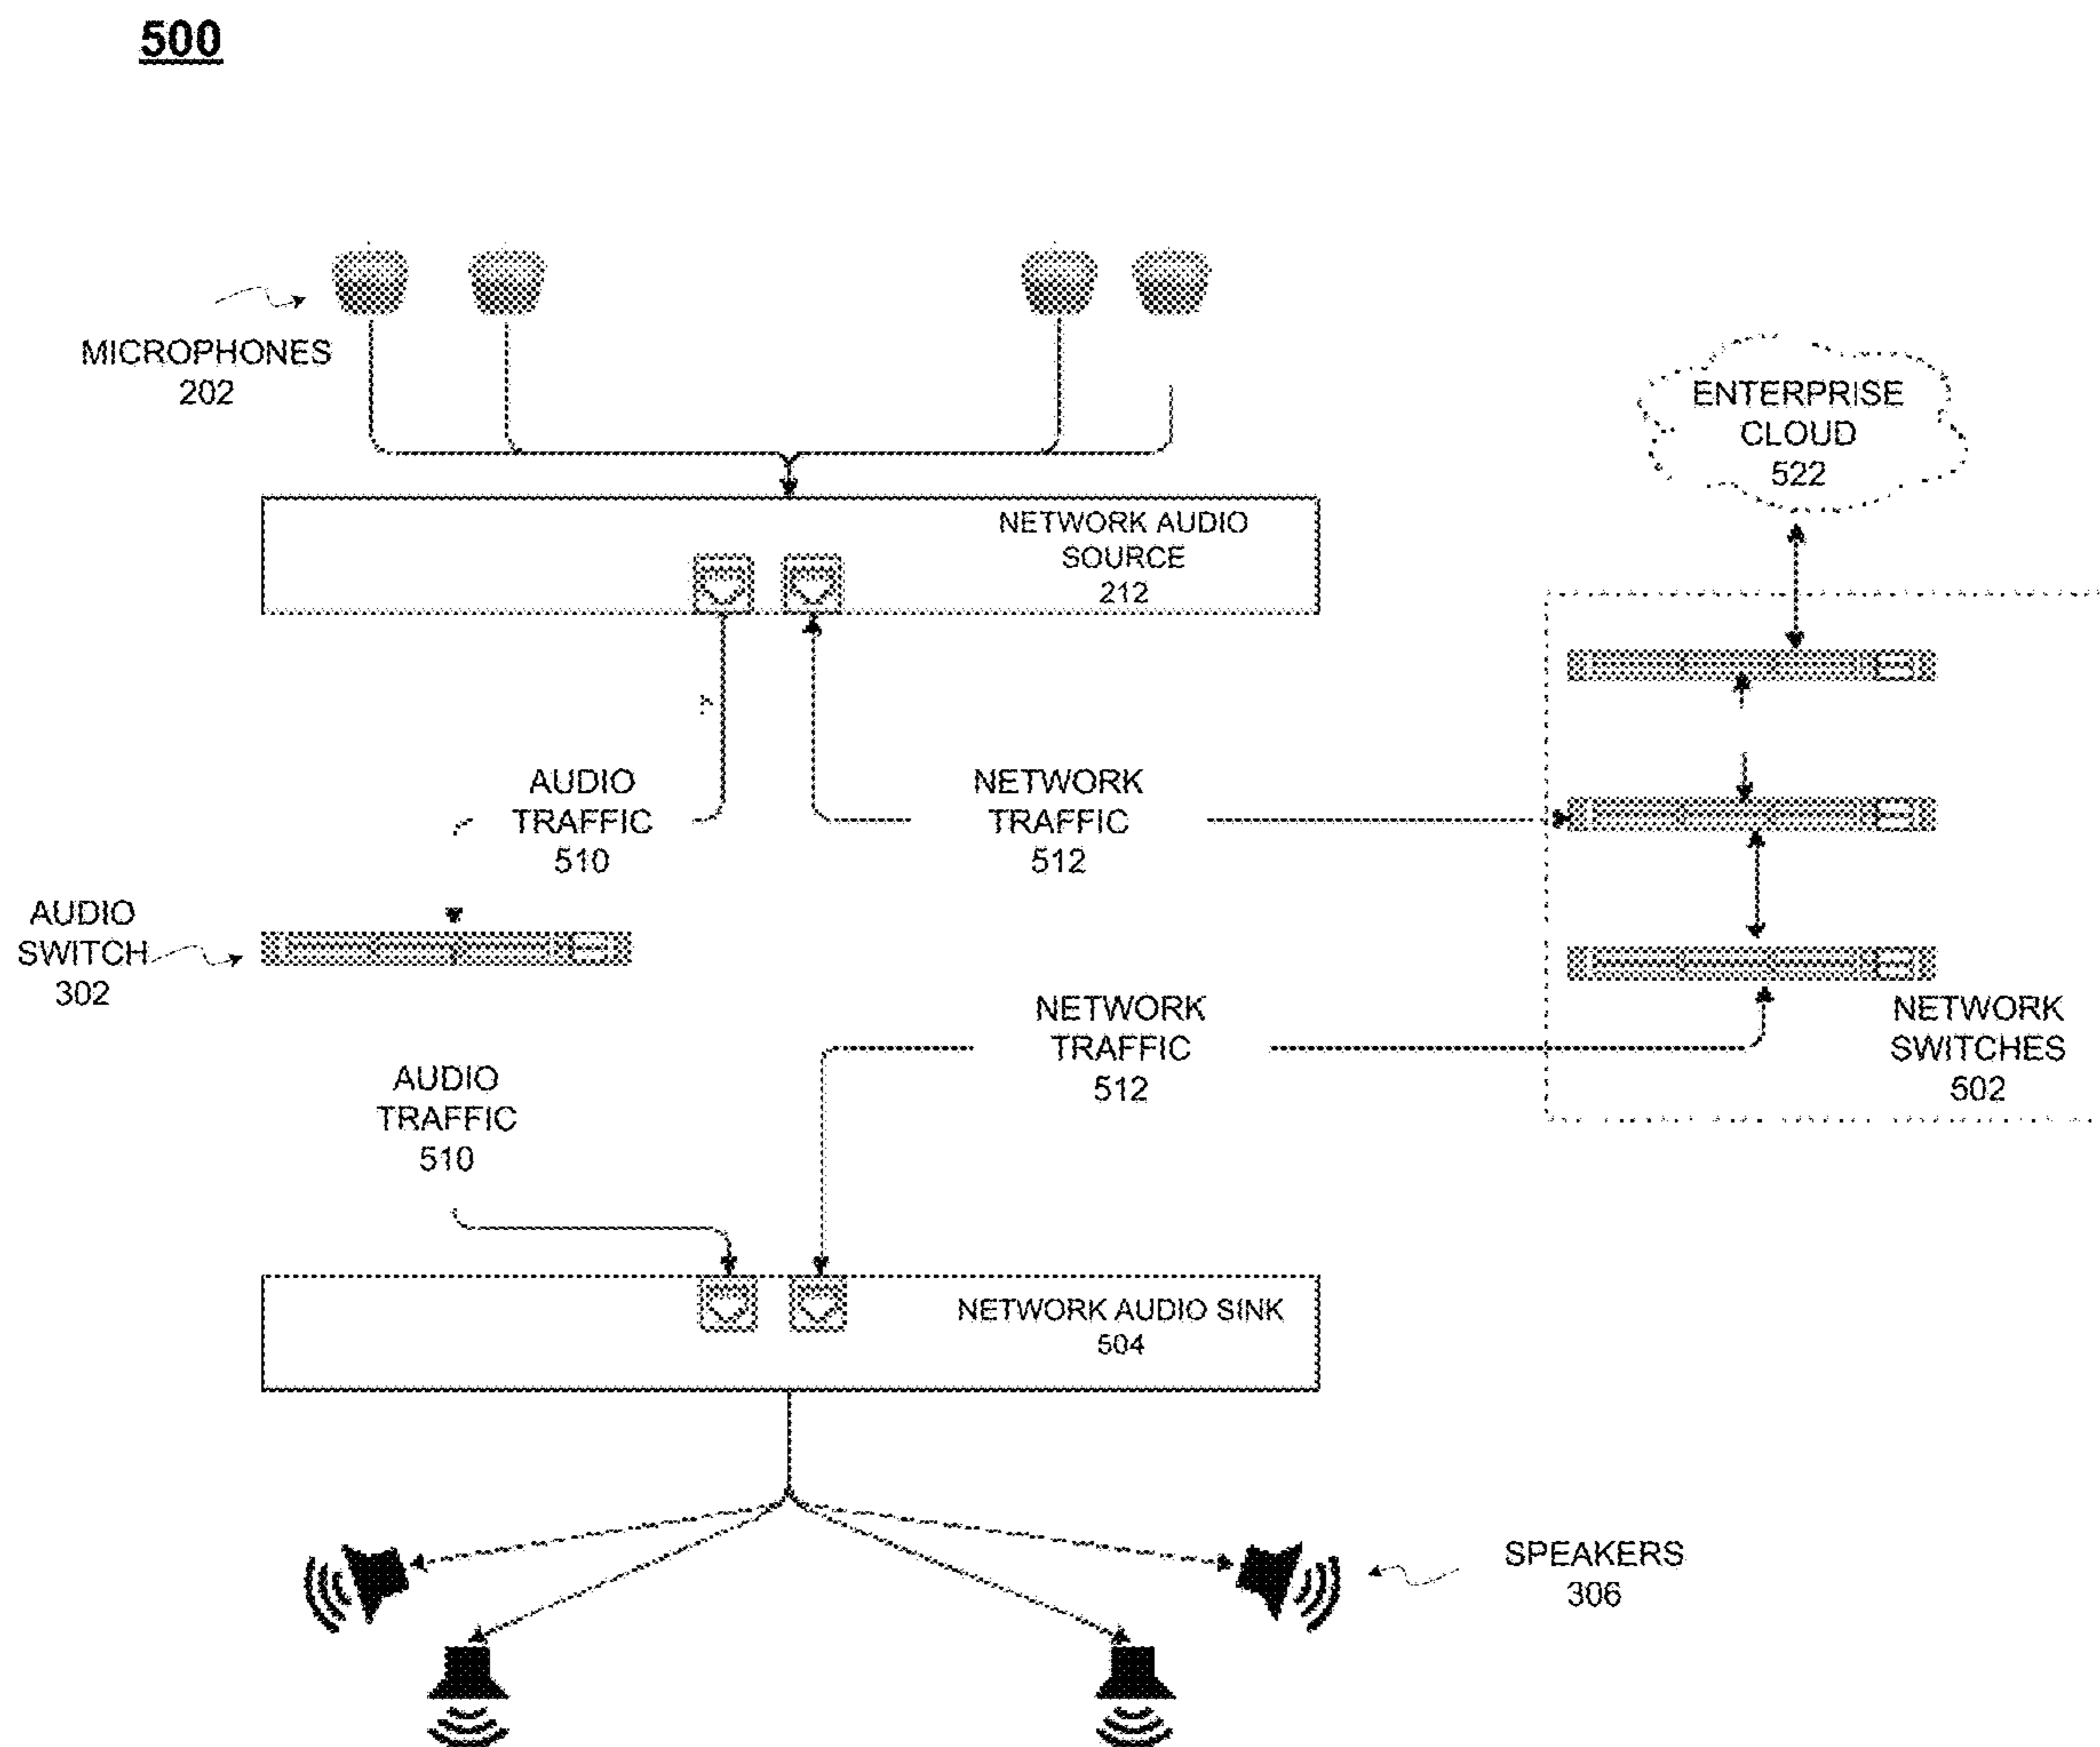 500
MICROPHONES
202
ENTERPRISE
CLOUD
522
NETWORK AUDIO
SOURCE
212
AUDIO
TRAFFIC
510
NETWORK
TRAFFIC
512
AUDIO
SWITCH
302
NETWORK
TRAFFIC
512
NETWORK
SWITCHES
502
AUDIO
TRAFFIC
510
NETWORK AUDIO SINK
504
SPEAKERS
306